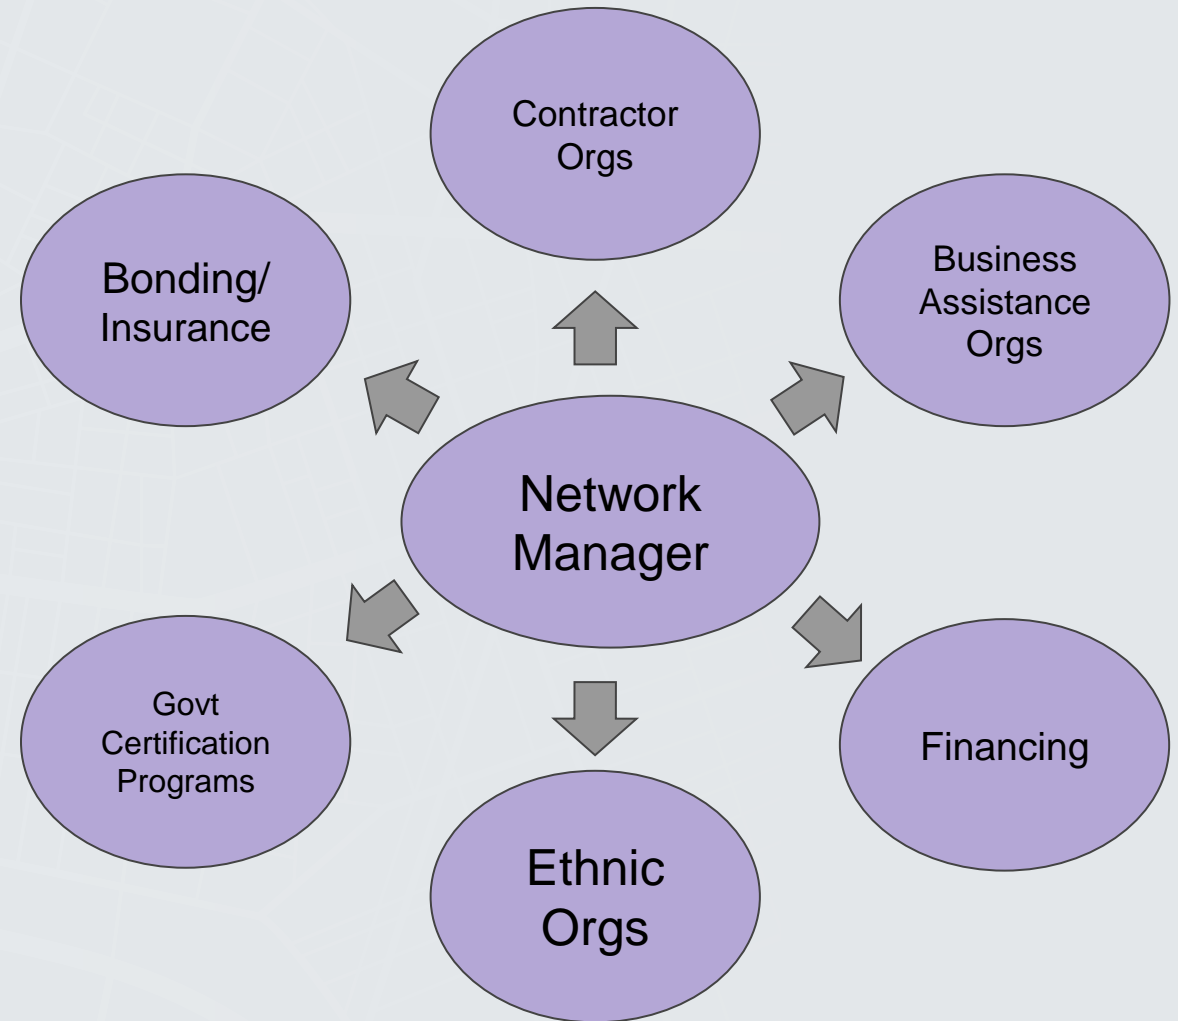 Contractor
Orgs
Bonding/
Insurance
Business
Assistance
Orgs
Network
Manager
Govt
Certification
Programs
Financing
Ethnic
Orgs